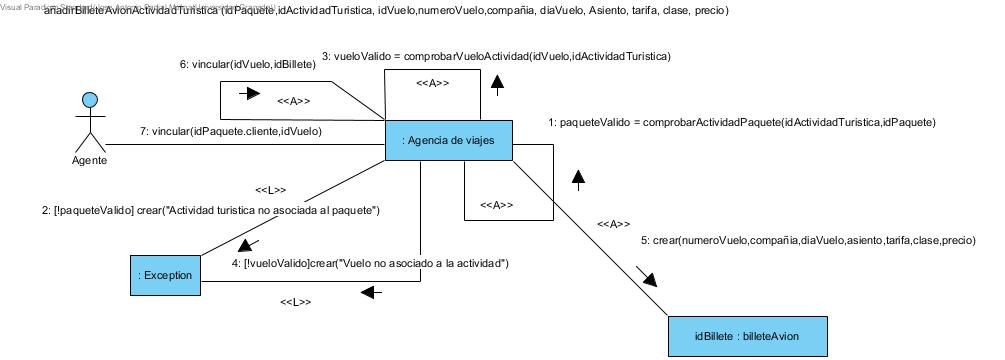 añadirBilleteAvionActividadTuristica (idPaquete,idActividadTuristica, idVuelo,numeroVuelo,compañia, diaVuelo, Asiento, tarifa, clase, precio)
3: vueloValido = comprobarVueloActividad(idVuelo,idActividadTuristica)
6: vincular(idVuelo,idBillete)
<<A>>
<<A>>
1: paqueteValido = comprobarActividadPaquete(idActividadTuristica,idPaquete)
7: vincular(idPaquete.cliente,idVuelo)
: Agencia de viajes
Agente
<<L>>
<<A>>
2: [!paqueteValido] crear("Actividad turistica no asociada al paquete")
<<A>>
5: crear(numeroVuelo,compañia,diaVuelo,asiento,tarifa,clase,precio)
4: [!vueloValido]crear("Vuelo no asociado a la actividad")
: Exception
<<L>>
idBillete : billeteAvion